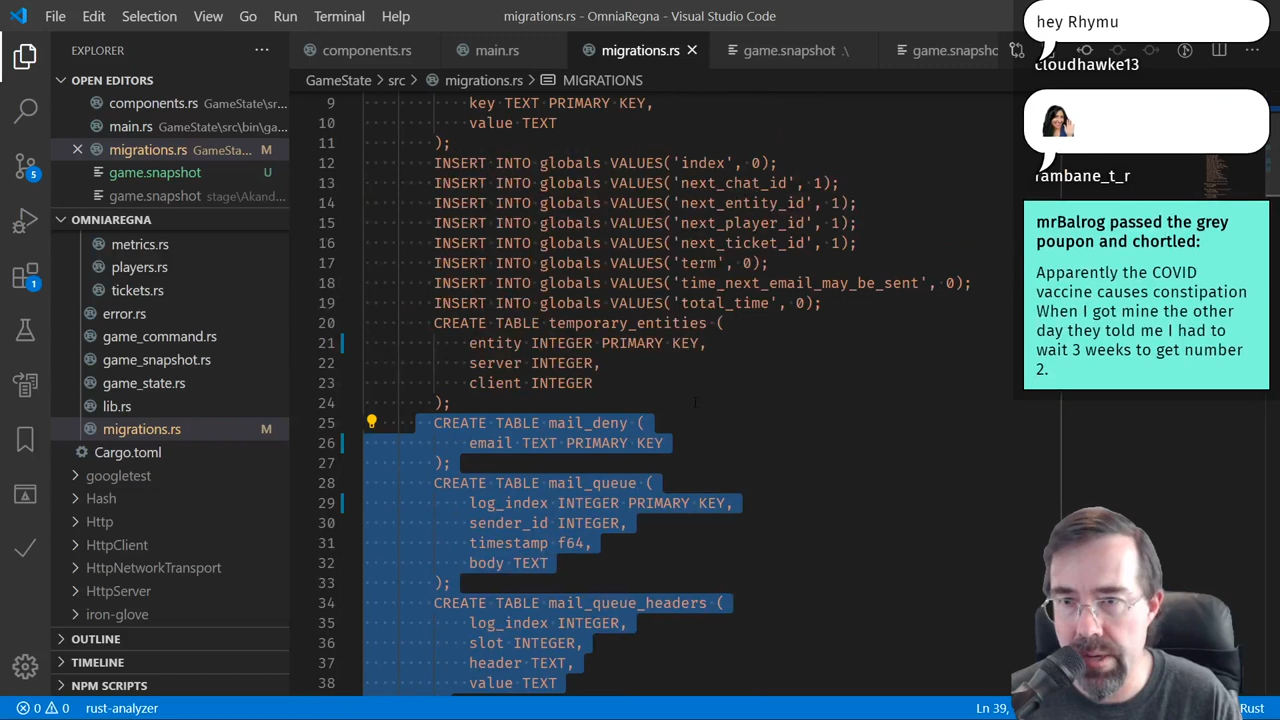 File Edit Selection View Go Run Terminal Help
migrations.rs - OmniaRegna - Visual Studio Code
EXPLORER
OPEN EDITORS
components.rs GameState\sr...
main.rs GameState\src\bin\ga...
migrations.rs GameSta... M
game.snapshot U
game.snapshot stage\Akand...
OMNIAREGNA
metrics.rs
players.rs
tickets.rs
error.rs
game_command.rs
game_snapshot.rs
game_state.rs
lib.rs
migrations.rs M
Cargo.toml
googletest
Hash
Http
HttpClient
HttpNetworkTransport
HttpServer
iron-glove
OUTLINE
TIMELINE
NPM SCRIPTS
5
1
components.rs main.rs migrations.rs game.snapshot .\ game.snapsho
GameState > src > migrations.rs > MIGRATIONS
9 key TEXT PRIMARY KEY,
10 value TEXT
11 );
12 INSERT INTO globals VALUES('index', 0);
13 INSERT INTO globals VALUES('next_chat_id', 1);
14 INSERT INTO globals VALUES('next_entity_id', 1);
15 INSERT INTO globals VALUES('next_player_id', 1);
16 INSERT INTO globals VALUES('next_ticket_id', 1);
17 INSERT INTO globals VALUES('term', 0);
18 INSERT INTO globals VALUES('time_next_email_may_be_sent', 0);
19 INSERT INTO globals VALUES('total_time', 0);
20 CREATE TABLE temporary_entities (
21 entity INTEGER PRIMARY KEY,
22 server INTEGER,
23 client INTEGER
24 );
25 CREATE TABLE mail_deny (
26 email TEXT PRIMARY KEY
27 );
28 CREATE TABLE mail_queue (
29 log_index INTEGER PRIMARY KEY,
30 sender_id INTEGER,
31 timestamp f64,
32 body TEXT
33 );
34 CREATE TABLE mail_queue_headers (
35 log_index INTEGER,
36 slot INTEGER,
37 header TEXT,
38 value TEXT
hey Rhymu
cloudhawke13
rambane_t_r
mrBalrog passed the grey
poupon and chortled:
Apparently the COVID
vaccine causes constipation
When I got mine the other
day they told me I had to
wait 3 weeks to get number
2.
0 0 rust-analyzer
Ln 39,
Rust